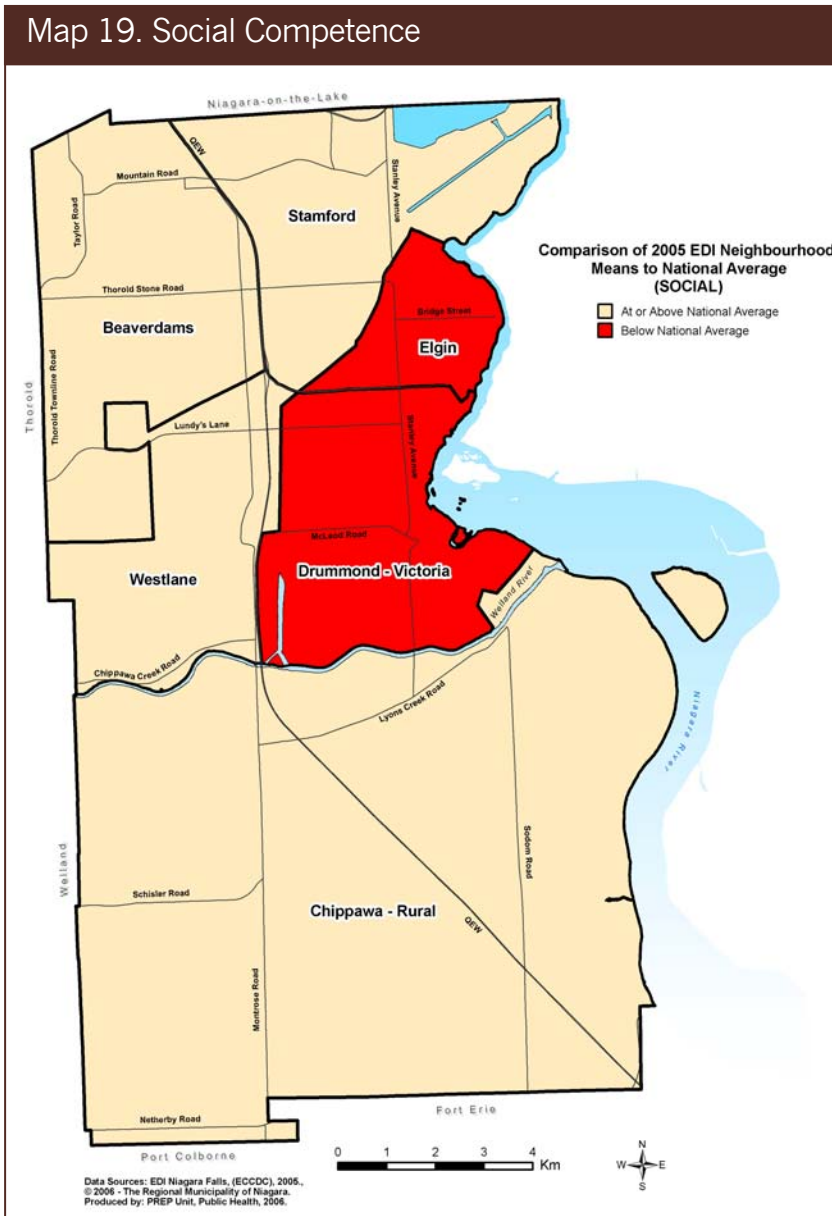 Map 19. Social Competence
Niagara-on-the-Lake
QEW
Mountain Road
Taylor Road
Stanley Avenue
Stamford
Comparison of 2005 EDI Neighbourhood
Means to National Average
(SOCIAL)
At or Above National Average
Below National Average
Thorold Stone Road
Bridge Street
Beaverdams
Elgin
Thorold
Thorold Townline Road
Lundy's Lane
Stanley Avenue
McLeod Road
Westlane
Drummond - Victoria
Welland River
Chippawa Creek Road
Lyons Creek Road
Niagara River
Welland
Schisler Road
Sodom Road
Chippawa - Rural
QEW
Montrose Road
Netherby Road
Fort Erie
Port Colborne
0 1 2 3 4
Km
N
W E
S
Data Sources: EDI Niagara Falls, (ECCDC), 2005.,
© 2006 - The Regional Municipality of Niagara.
Produced by: PREP Unit, Public Health, 2006.